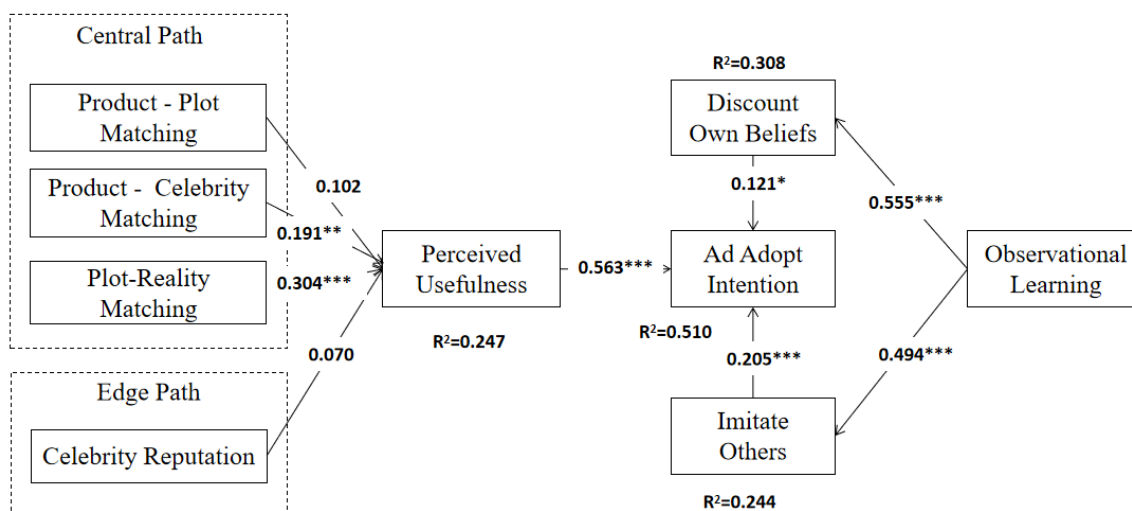 Central Path
Product - Plot
Matching
Product -  Celebrity
Matching
Plot-Reality
Matching
Edge Path
Celebrity Reputation
0.102
0.191**
0.304***
0.070
Perceived
Usefulness
R²=0.247
0.563***
R²=0.308
Discount
Own Beliefs
0.121*
Ad Adopt
Intention
R²=0.510
0.205***
Imitate
Others
R²=0.244
0.555***
0.494***
Observational
Learning